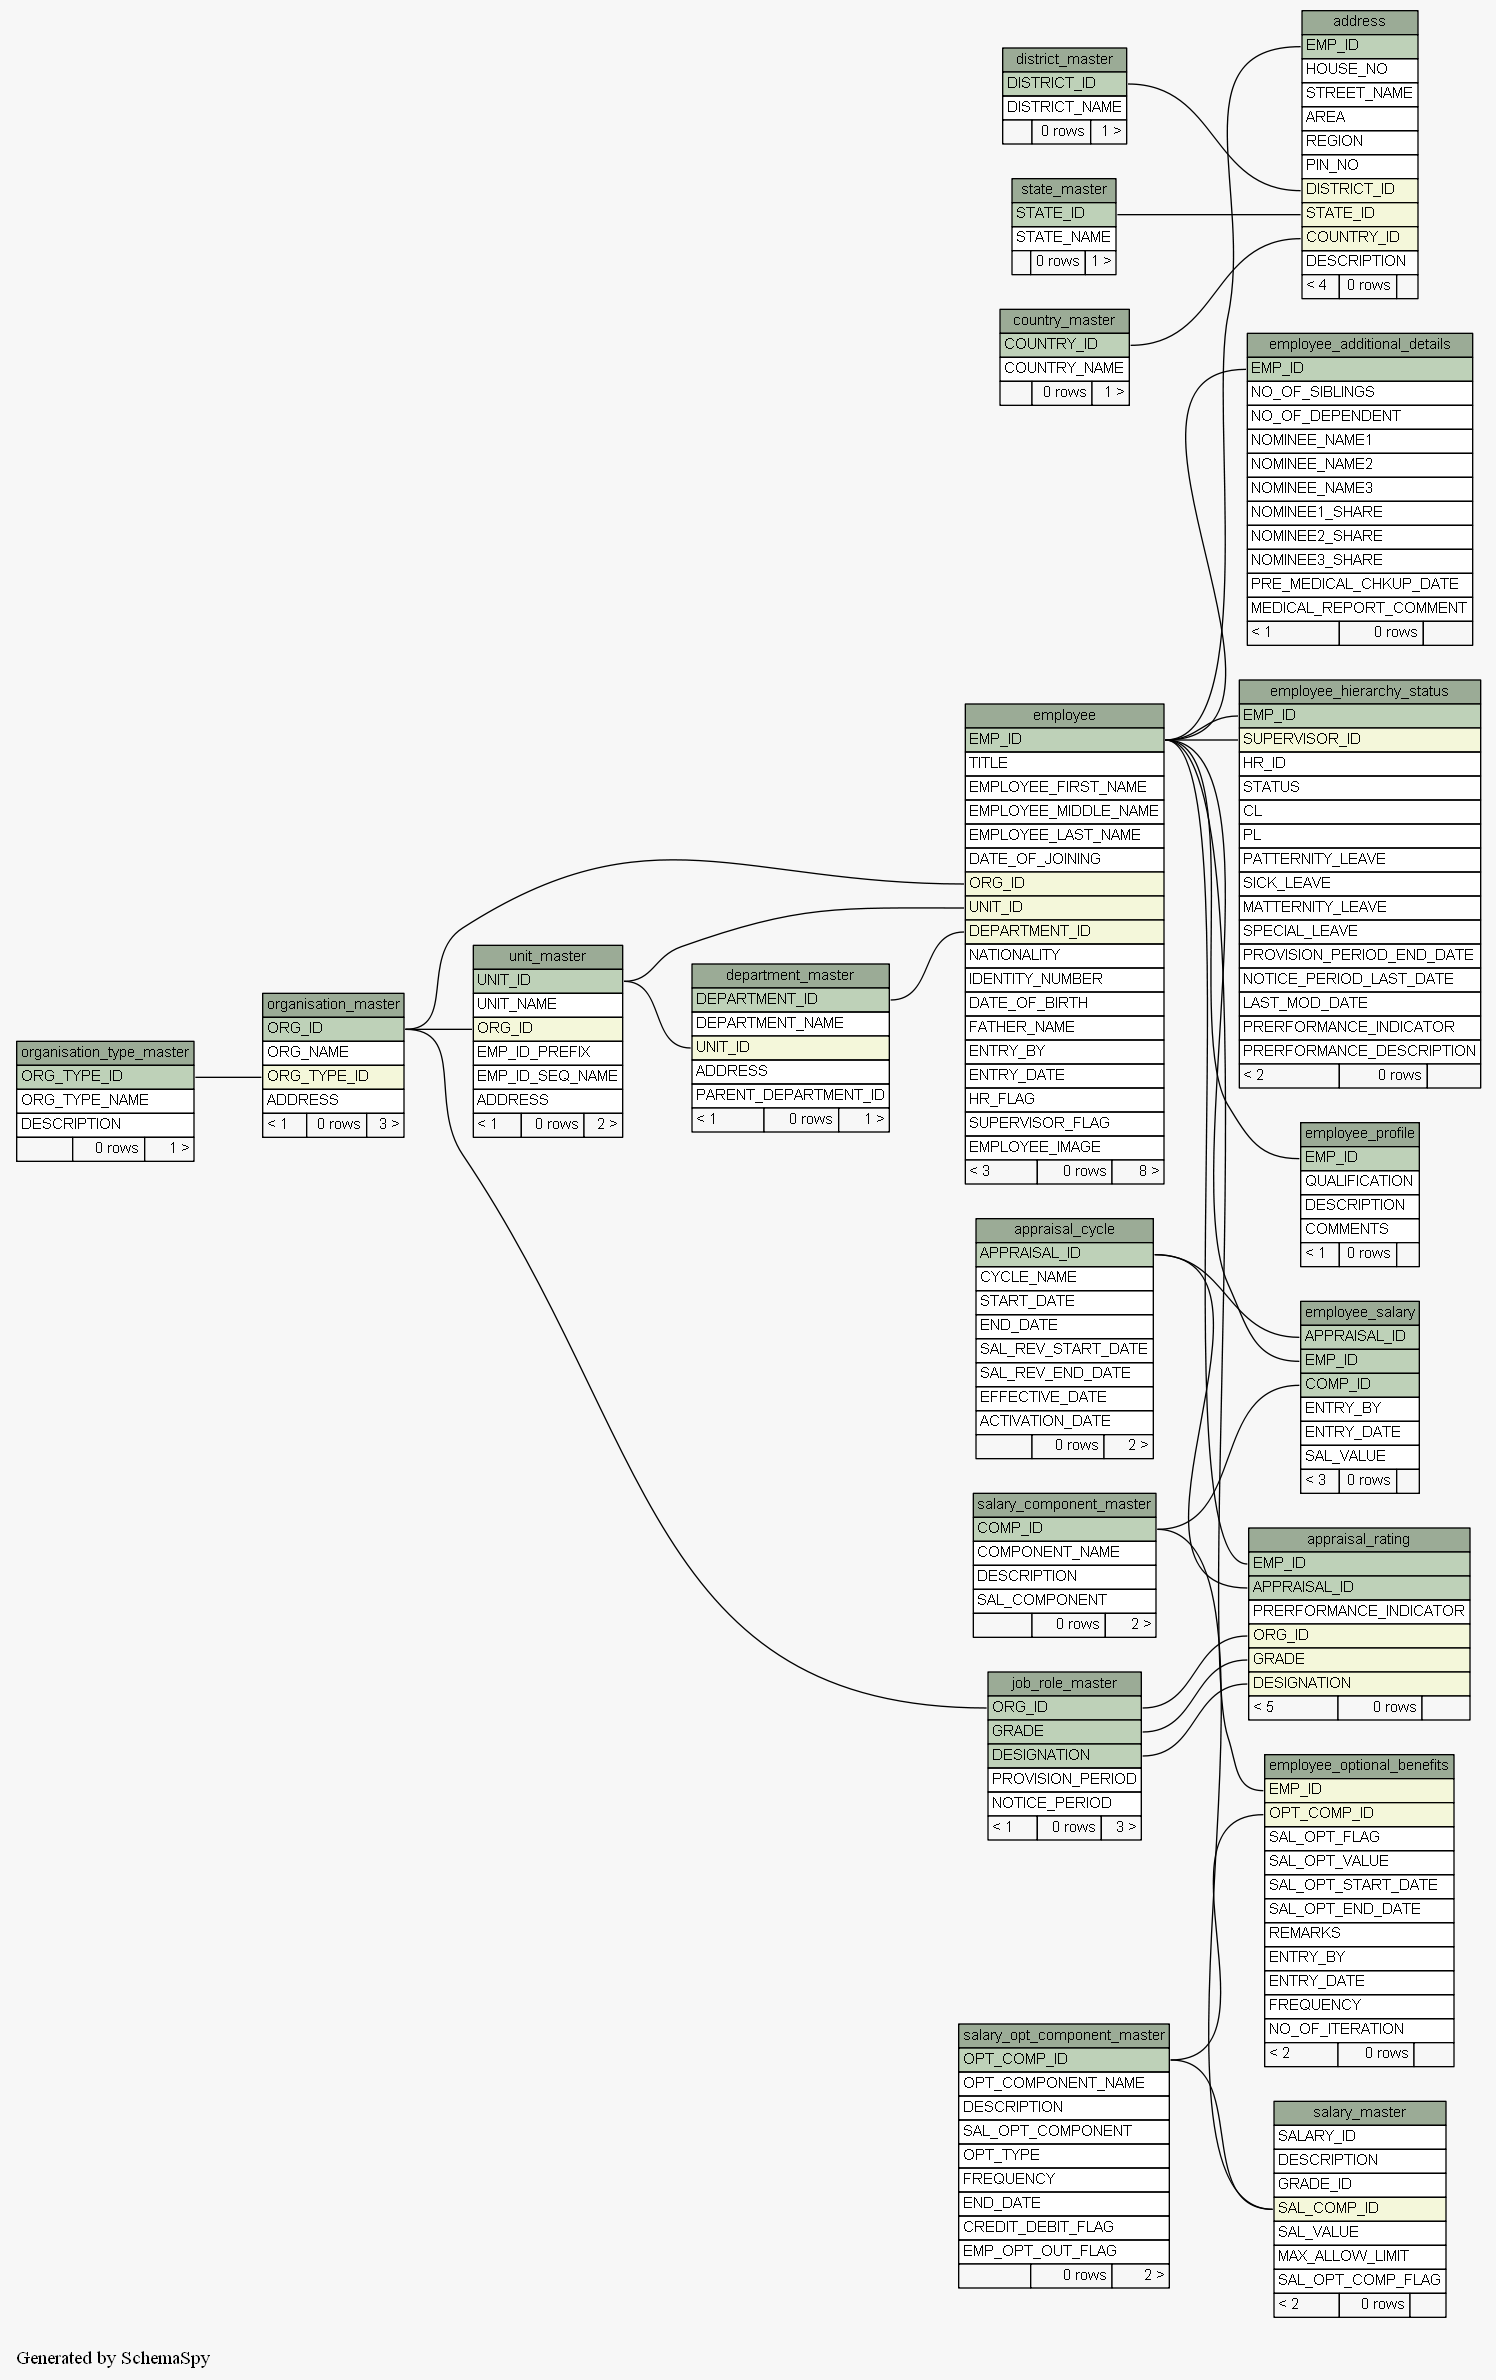 address
EMP_ID
HOUSE_NO
STREET_NAME
AREA
REGION
PIN_NO
DISTRICT_ID
STATE_ID
COUNTRY_ID
DESCRIPTION
< 4 0 rows
district_master
DISTRICT_ID
DISTRICT_NAME
0 rows 1 >
state_master
STATE_ID
STATE_NAME
0 rows 1 >
country_master
COUNTRY_ID
COUNTRY_NAME
0 rows 1 >
employee_additional_details
EMP_ID
NO_OF_SIBLINGS
NO_OF_DEPENDENT
NOMINEE_NAME1
NOMINEE_NAME2
NOMINEE_NAME3
NOMINEE1_SHARE
NOMINEE2_SHARE
NOMINEE3_SHARE
PRE_MEDICAL_CHKUP_DATE
MEDICAL_REPORT_COMMENT
< 1 0 rows
employee_hierarchy_status
EMP_ID
SUPERVISOR_ID
HR_ID
STATUS
CL
PL
PATTERNITY_LEAVE
SICK_LEAVE
MATTERNITY_LEAVE
SPECIAL_LEAVE
PROVISION_PERIOD_END_DATE
NOTICE_PERIOD_LAST_DATE
LAST_MOD_DATE
PRERFORMANCE_INDICATOR
PRERFORMANCE_DESCRIPTION
< 2 0 rows
employee
EMP_ID
TITLE
EMPLOYEE_FIRST_NAME
EMPLOYEE_MIDDLE_NAME
EMPLOYEE_LAST_NAME
DATE_OF_JOINING
ORG_ID
UNIT_ID
DEPARTMENT_ID
NATIONALITY
IDENTITY_NUMBER
DATE_OF_BIRTH
FATHER_NAME
ENTRY_BY
ENTRY_DATE
HR_FLAG
SUPERVISOR_FLAG
EMPLOYEE_IMAGE
< 3 0 rows 8 >
unit_master
UNIT_ID
UNIT_NAME
ORG_ID
EMP_ID_PREFIX
EMP_ID_SEQ_NAME
ADDRESS
< 1 0 rows 2 >
department_master
DEPARTMENT_ID
DEPARTMENT_NAME
UNIT_ID
ADDRESS
PARENT_DEPARTMENT_ID
< 1 0 rows 1 >
organisation_master
ORG_ID
ORG_NAME
ORG_TYPE_ID
ADDRESS
< 1 0 rows 3 >
organisation_type_master
ORG_TYPE_ID
ORG_TYPE_NAME
DESCRIPTION
0 rows 1 >
employee_profile
EMP_ID
QUALIFICATION
DESCRIPTION
COMMENTS
< 1 0 rows
appraisal_cycle
APPRAISAL_ID
CYCLE_NAME
START_DATE
END_DATE
SAL_REV_START_DATE
SAL_REV_END_DATE
EFFECTIVE_DATE
ACTIVATION_DATE
0 rows 2 >
employee_salary
APPRAISAL_ID
EMP_ID
COMP_ID
ENTRY_BY
ENTRY_DATE
SAL_VALUE
< 3 0 rows
salary_component_master
COMP_ID
COMPONENT_NAME
DESCRIPTION
SAL_COMPONENT
0 rows 2 >
appraisal_rating
EMP_ID
APPRAISAL_ID
PRERFORMANCE_INDICATOR
ORG_ID
GRADE
DESIGNATION
< 5 0 rows
job_role_master
ORG_ID
GRADE
DESIGNATION
PROVISION_PERIOD
NOTICE_PERIOD
< 1 0 rows 3 >
employee_optional_benefits
EMP_ID
OPT_COMP_ID
SAL_OPT_FLAG
SAL_OPT_VALUE
SAL_OPT_START_DATE
SAL_OPT_END_DATE
REMARKS
ENTRY_BY
ENTRY_DATE
FREQUENCY
NO_OF_ITERATION
< 2 0 rows
salary_opt_component_master
OPT_COMP_ID
OPT_COMPONENT_NAME
DESCRIPTION
SAL_OPT_COMPONENT
OPT_TYPE
FREQUENCY
END_DATE
CREDIT_DEBIT_FLAG
EMP_OPT_OUT_FLAG
0 rows 2 >
salary_master
SALARY_ID
DESCRIPTION
GRADE_ID
SAL_COMP_ID
SAL_VALUE
MAX_ALLOW_LIMIT
SAL_OPT_COMP_FLAG
< 2 0 rows
Generated by SchemaSpy